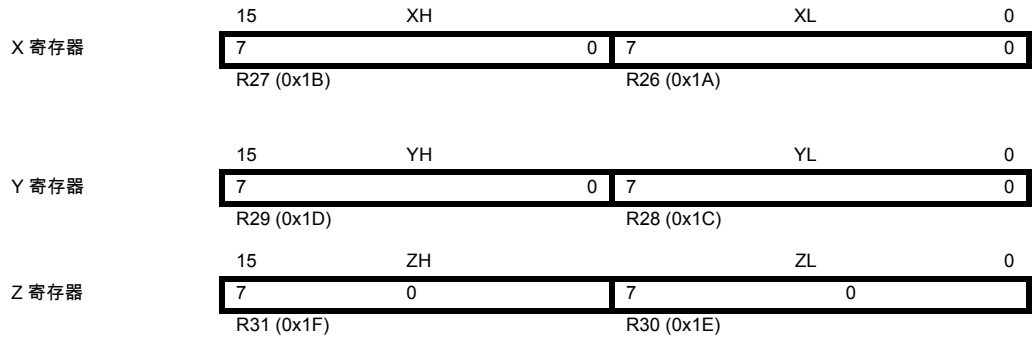 15 XH XL 0
X 寄存器 7 0 7 0
R27 (0x1B) R26 (0x1A)
15 YH YL 0
Y 寄存器 7 0 7 0
R29 (0x1D) R28 (0x1C)
15 ZH ZL 0
Z 寄存器 7 0 7 0
R31 (0x1F) R30 (0x1E)